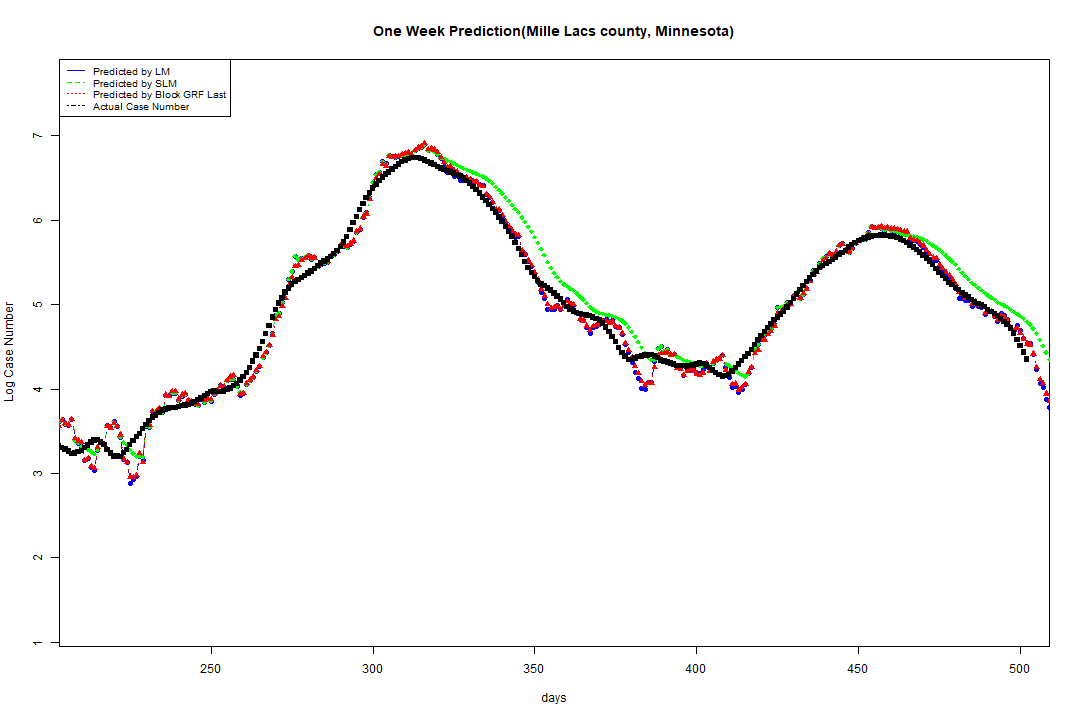 One Week Prediction(Mille Lacs county, Minnesota)
Predicted by LM
Predicted by SLM
Predicted by Block GRF Last
Actual Case Number
7
6
5
4
3
2
1
Log Case Number
250 300 350 400 450 500
days